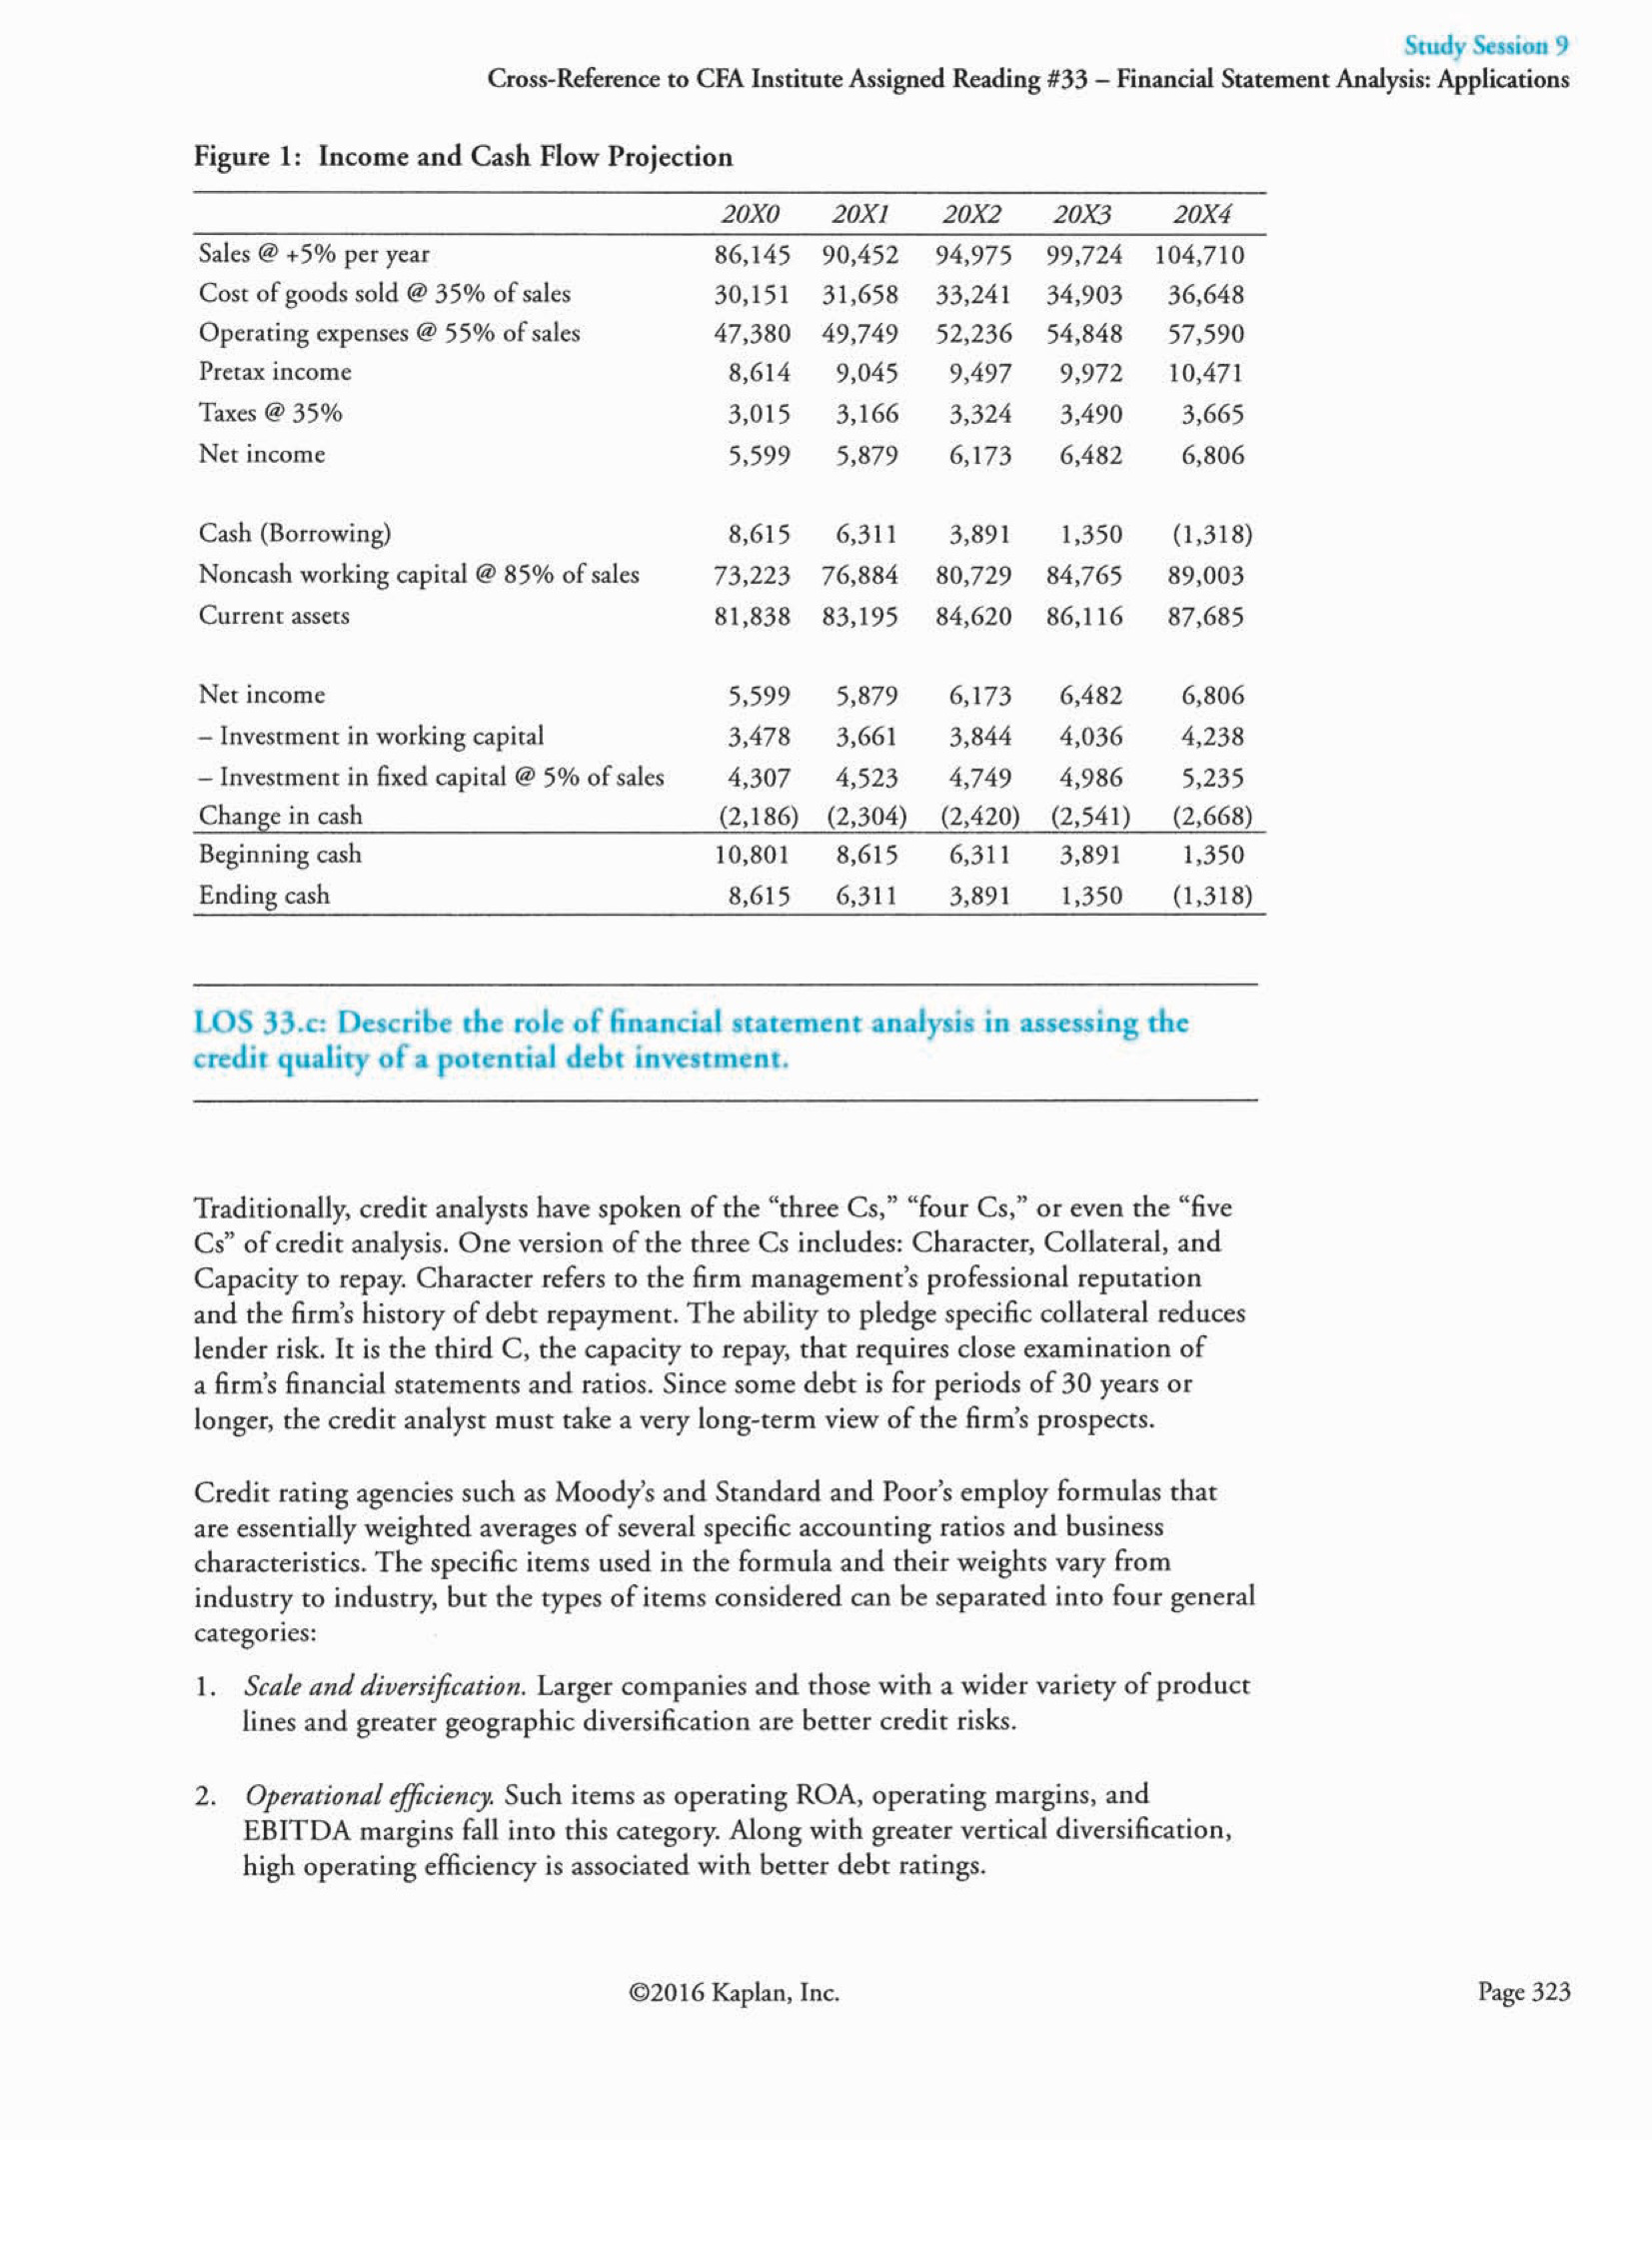 Study Session 9
Cross-Reference to CFA Institute Assigned Reading #33 – Financial Statement Analysis: Applications
Figure 1: Income and Cash Flow Projection
20X0 20X1 20X2 20X3 20X4
Sales @ +5% per year 86,145 90,452 94,975 99,724 104,710
Cost of goods sold @ 35% of sales 30,151 31,658 33,241 34,903 36,648
Operating expenses @ 55% of sales 47,380 49,749 52,236 54,848 57,590
Pretax income 8,614 9,045 9,497 9,972 10,471
Taxes @ 35% 3,015 3,166 3,324 3,490 3,665
Net income 5,599 5,879 6,173 6,482 6,806
Cash (Borrowing) 8,615 6,311 3,891 1,350 (1,318)
Noncash working capital @ 85% of sales 73,223 76,884 80,729 84,765 89,003
Current assets 81,838 83,195 84,620 86,116 87,685
Net income 5,599 5,879 6,173 6,482 6,806
– Investment in working capital 3,478 3,661 3,844 4,036 4,238
– Investment in fixed capital @ 5% of sales 4,307 4,523 4,749 4,986 5,235
Change in cash (2,186) (2,304) (2,420) (2,541) (2,668)
Beginning cash 10,801 8,615 6,311 3,891 1,350
Ending cash 8,615 6,311 3,891 1,350 (1,318)
LOS 33.c: Describe the role of financial statement analysis in assessing the
credit quality of a potential debt investment.
Traditionally, credit analysts have spoken of the “three Cs,” “four Cs,” or even the “five
Cs” of credit analysis. One version of the three Cs includes: Character, Collateral, and
Capacity to repay. Character refers to the firm management’s professional reputation
and the firm’s history of debt repayment. The ability to pledge specific collateral reduces
lender risk. It is the third C, the capacity to repay, that requires close examination of
a firm’s financial statements and ratios. Since some debt is for periods of 30 years or
longer, the credit analyst must take a very long-term view of the firm’s prospects.
Credit rating agencies such as Moody’s and Standard and Poor’s employ formulas that
are essentially weighted averages of several specific accounting ratios and business
characteristics. The specific items used in the formula and their weights vary from
industry to industry, but the types of items considered can be separated into four general
categories:
1. Scale and diversification. Larger companies and those with a wider variety of product
lines and greater geographic diversification are better credit risks.
2. Operational efficiency. Such items as operating ROA, operating margins, and
EBITDA margins fall into this category. Along with greater vertical diversification,
high operating efficiency is associated with better debt ratings.
©2016 Kaplan, Inc.
Page 323